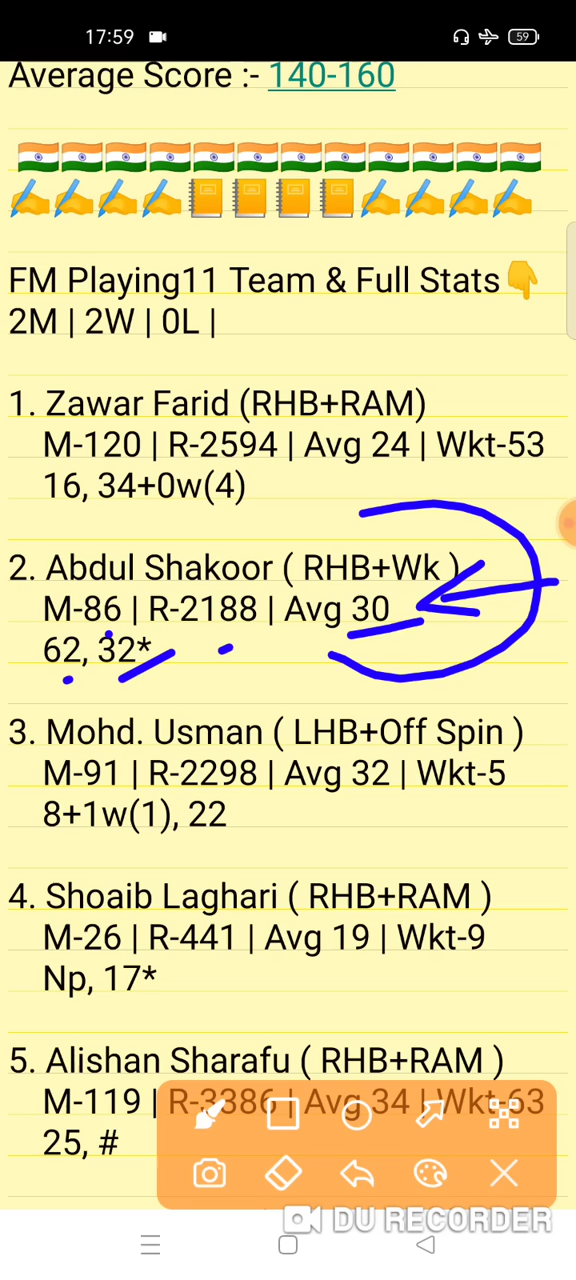 17:59
59
Average Score :- 140-160
FM Playing11 Team & Full Stats👇
2M | 2W | 0L |
1. Zawar Farid (RHB+RAM)
M-120 | R-2594 | Avg 24 | Wkt-53
16, 34+0w(4)
2. Abdul Shakoor ( RHB+Wk )
M-86 | R-2188 | Avg 30
62, 32*
3. Mohd. Usman ( LHB+Off Spin )
M-91 | R-2298 | Avg 32 | Wkt-5
8+1w(1), 22
4. Shoaib Laghari ( RHB+RAM )
M-26 | R-441 | Avg 19 | Wkt-9
Np, 17*
5. Alishan Sharafu ( RHB+RAM )
M-119 | R-3386 | Avg 34 | Wkt-63
25, #
DU RECORDER